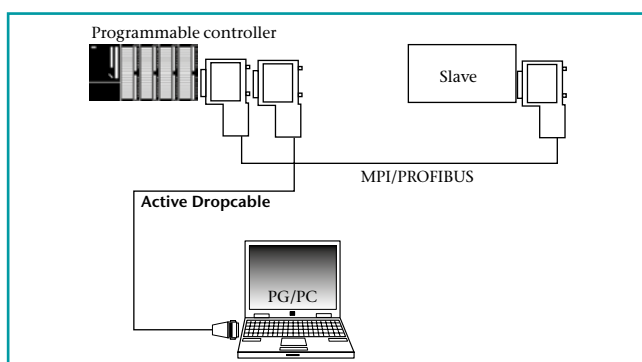 Programmable controller
Slave
MPI/PROFIBUS
Active Dropcable
PG/PC